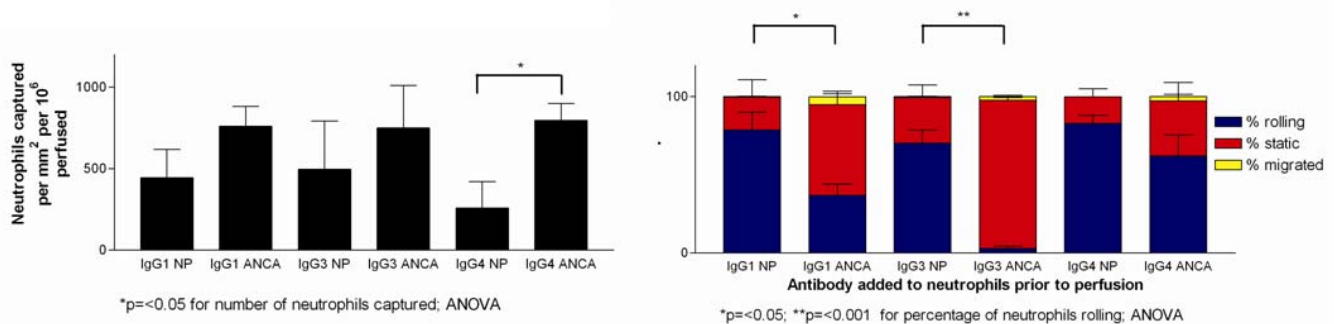 Neutrophils captured
per mm2 per 10 6
perfused
1000
500
0
*
IgG1 NP IgG1 ANCA IgG3 NP IgG3 ANCA IgG4 NP IgG4 ANCA
*p=<0.05 for number of neutrophils captured; ANOVA
* **
100
0
% rolling
% static
% migrated
IgG1 NP IgG1 ANCA IgG3 NP IgG3 ANCA IgG4 NP IgG4 ANCA
Antibody added to neutrophils prior to perfusion
*p=<0.05; **p=<0.001 for percentage of neutrophils rolling; ANOVA